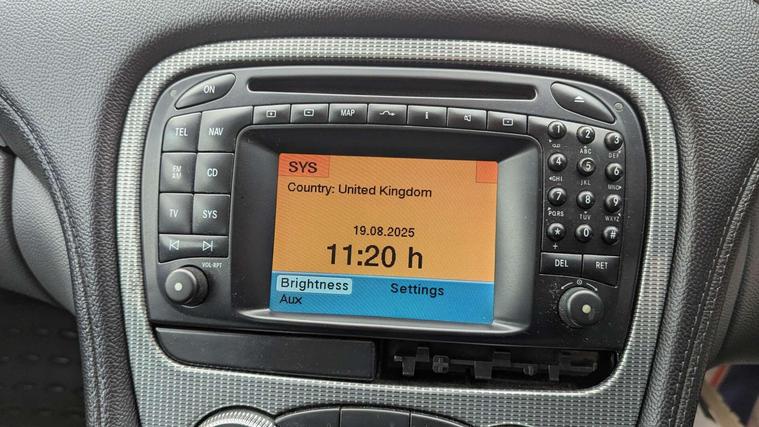 ON
MAP
i
TEL NAV
FM
AM
CD
TV SYS
VOL-RPT
1 2 3
ABC DEF
4 5 6
GHI JKL MNO
7 8 9
PQRS TUV WXYZ
* 0 #
+
DEL RET
SYS
Country: United Kingdom
19.08.2025
11:20 h
Brightness Settings
Aux